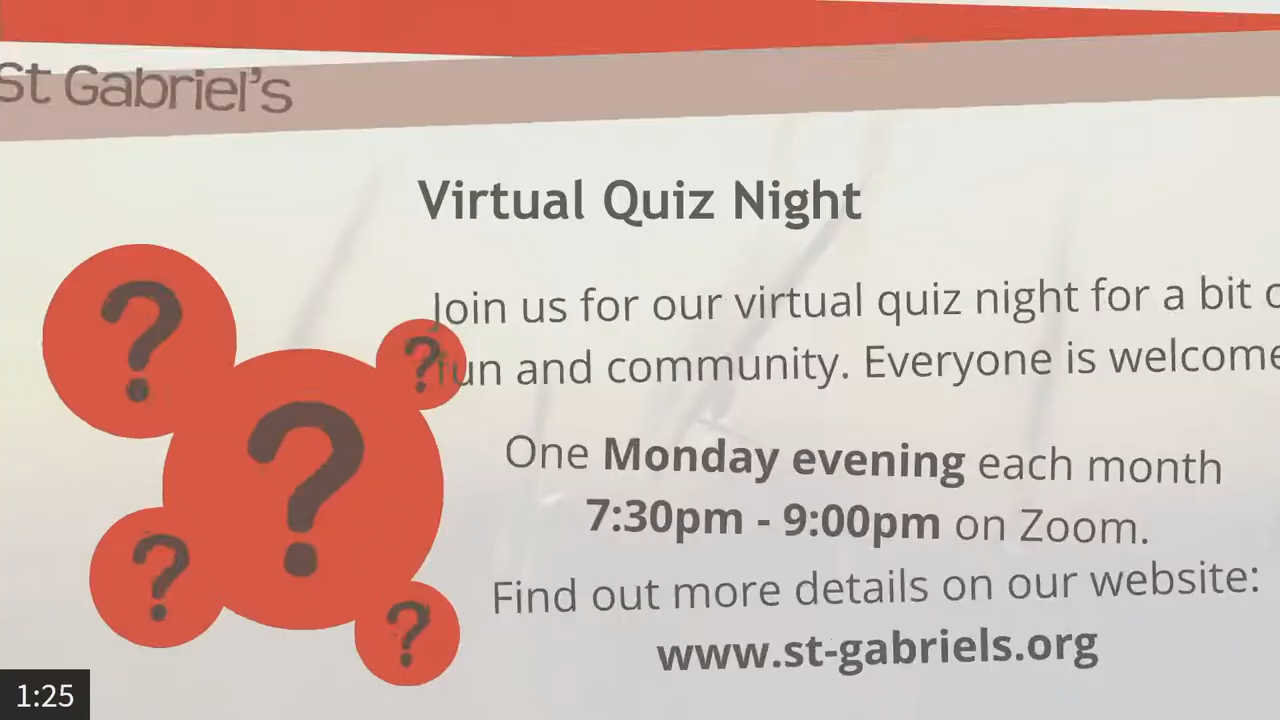 St Gabriel's
Virtual Quiz Night
Join us for our virtual quiz night for a bit
fun and community. Everyone is welcome
One Monday evening each month
7:30pm - 9:00pm on Zoom.
Find out more details on our website:
www.st-gabriels.org
?
?
?
?
?
1:25